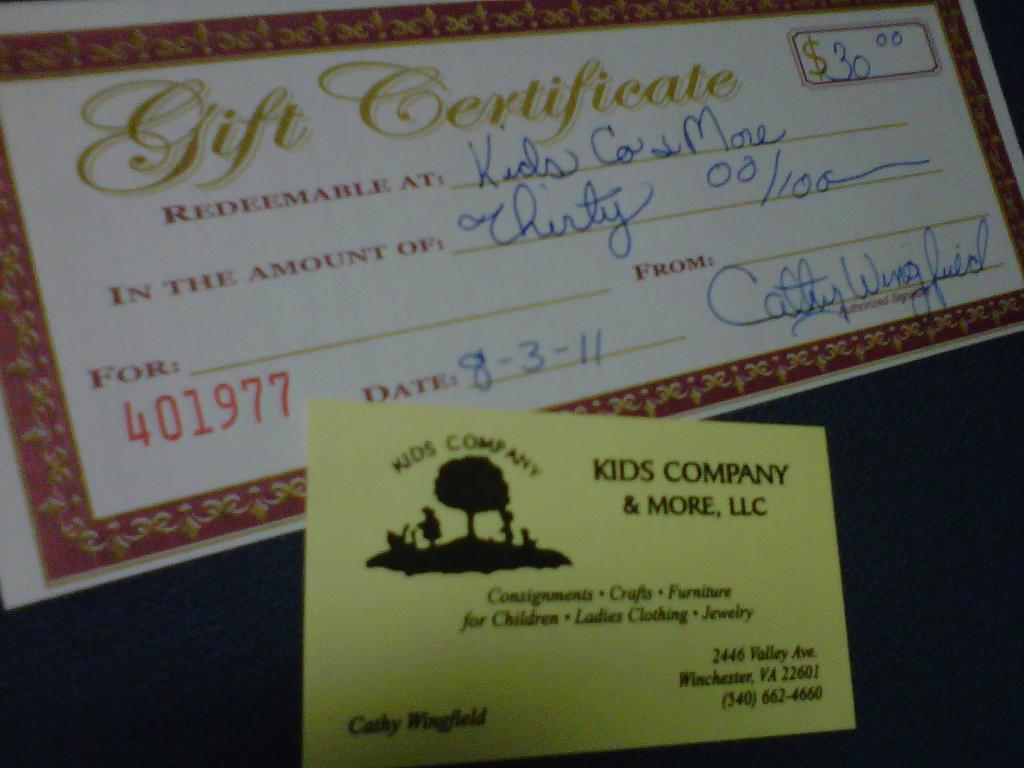 Gift Certificate
$30 00
REDEEMABLE AT: Kids Co & More
IN THE AMOUNT OF: Thirty 00/100
FROM: Cathy Wingfield
Authorized Signature
FOR:
DATE: 8-3-11
401977
KIDS COMPANY
KIDS COMPANY
& MORE, LLC
Consignments • Crafts • Furniture
for Children • Ladies Clothing • Jewelry
2446 Valley Ave.
Winchester, VA 22601
(540) 662-4660
Cathy Wingfield